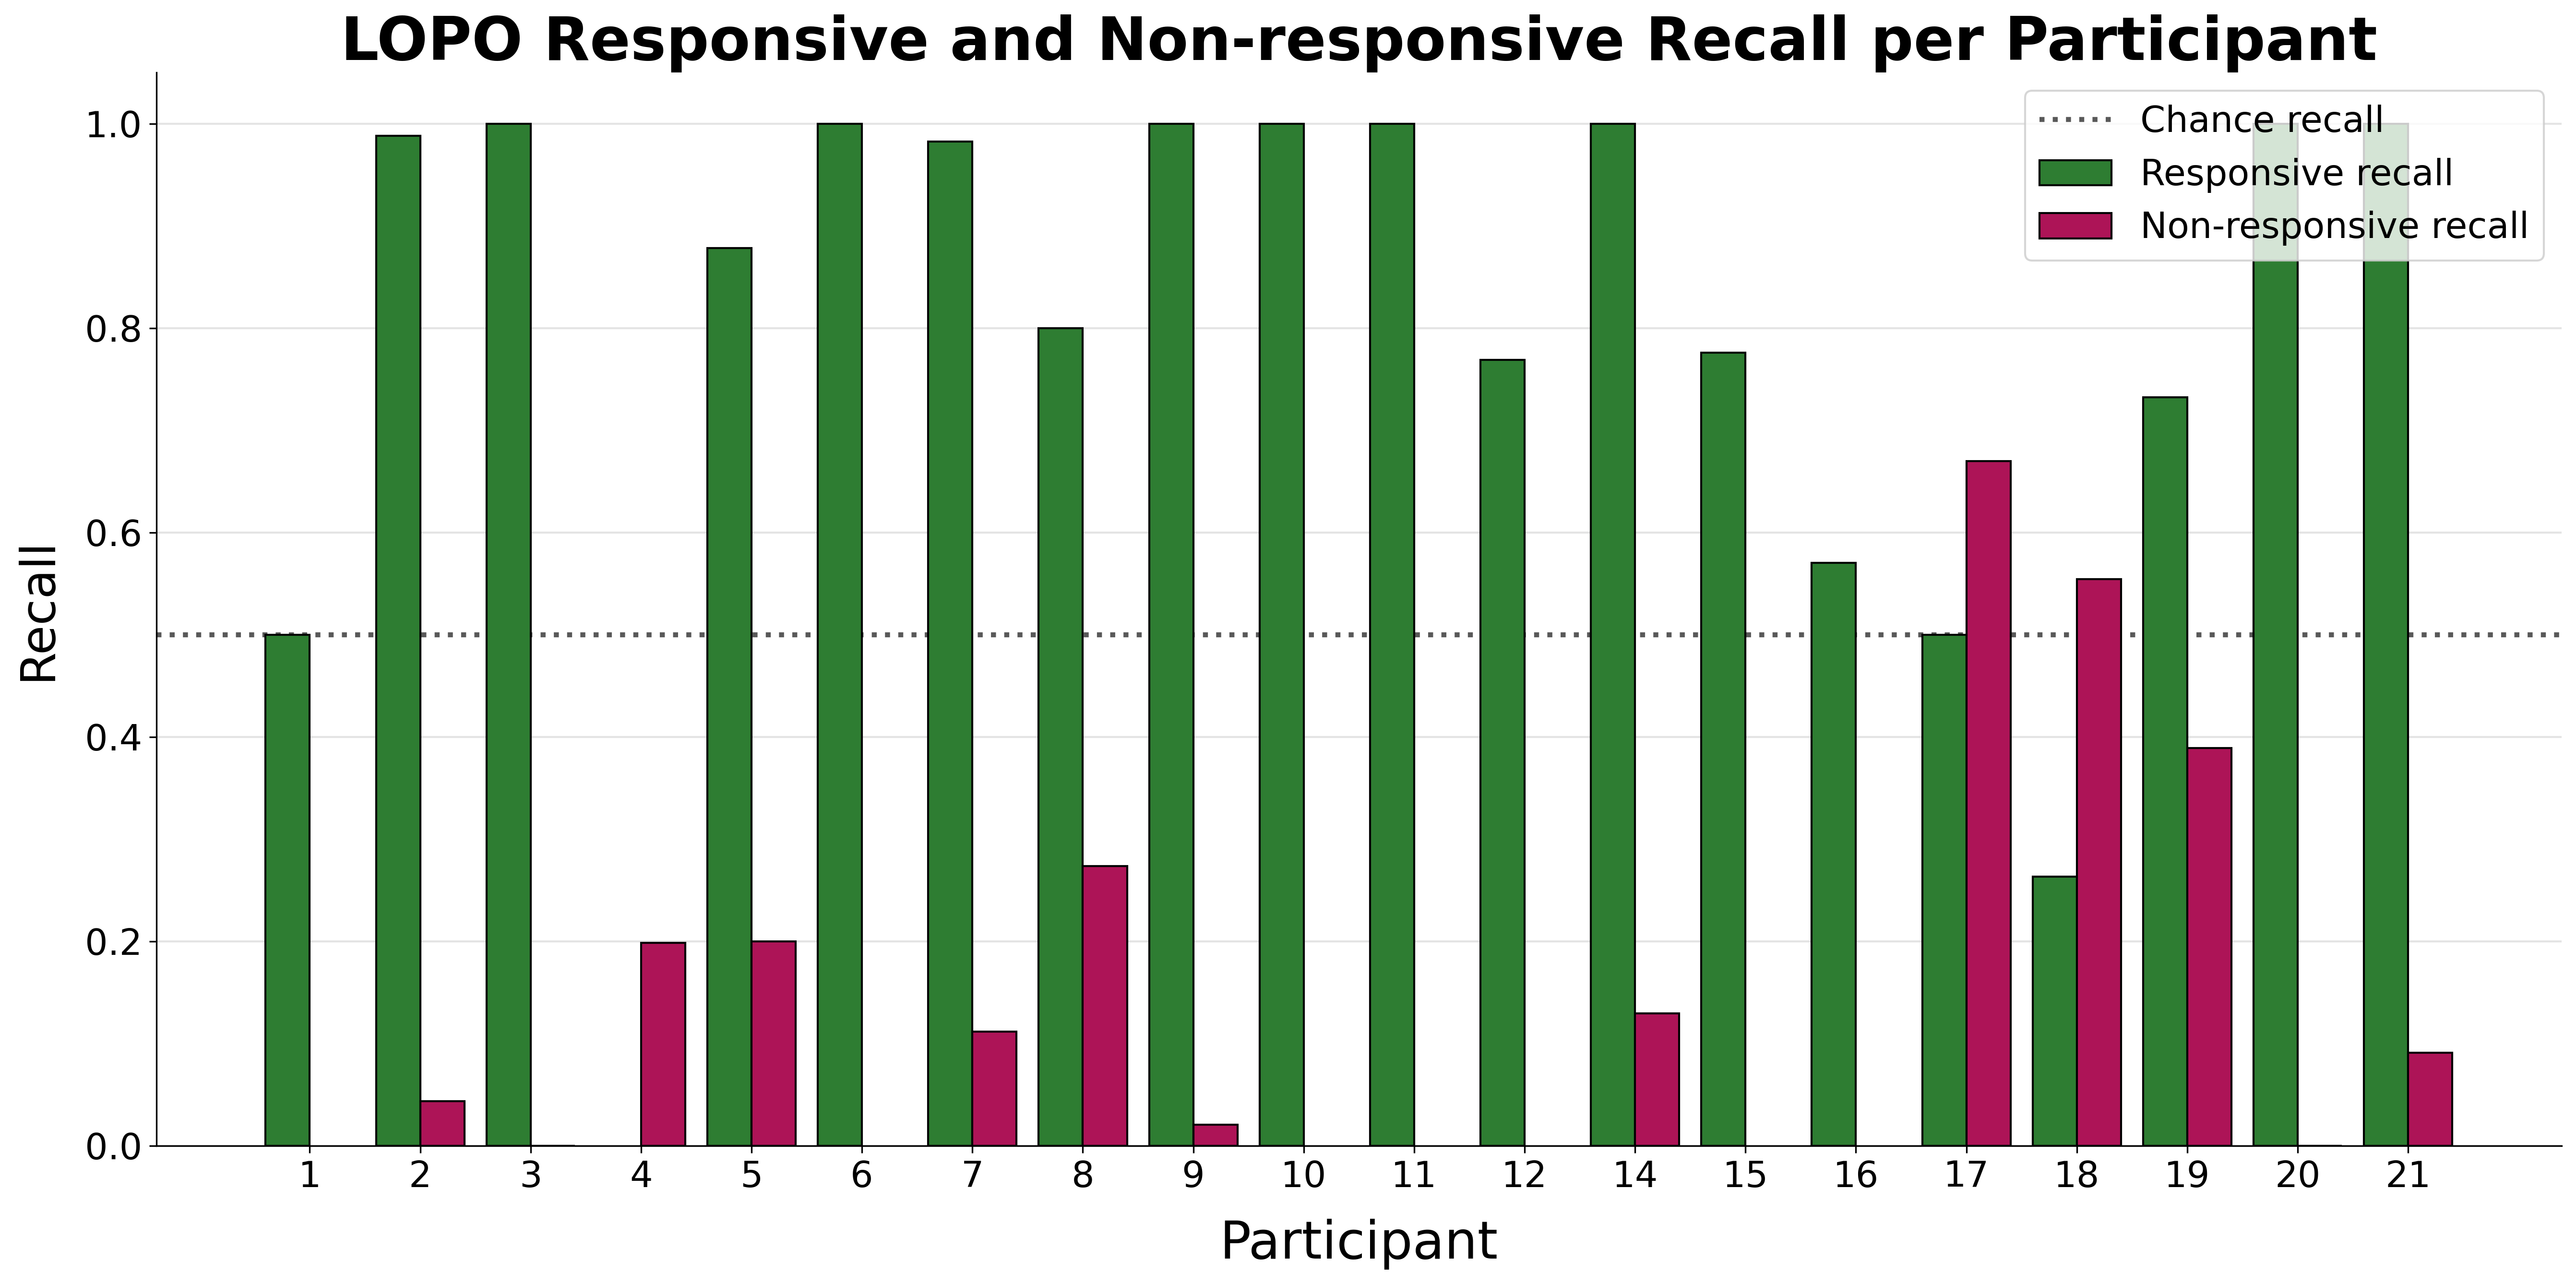 LOPO Responsive and Non-responsive Recall per Participant
Chance recall
Responsive recall
Non-responsive recall
Recall
1.0
0.8
0.6
0.4
0.2
0.0
1 2 3 4 5 6 7 8 9 10 11 12 14 15 16 17 18 19 20 21
Participant